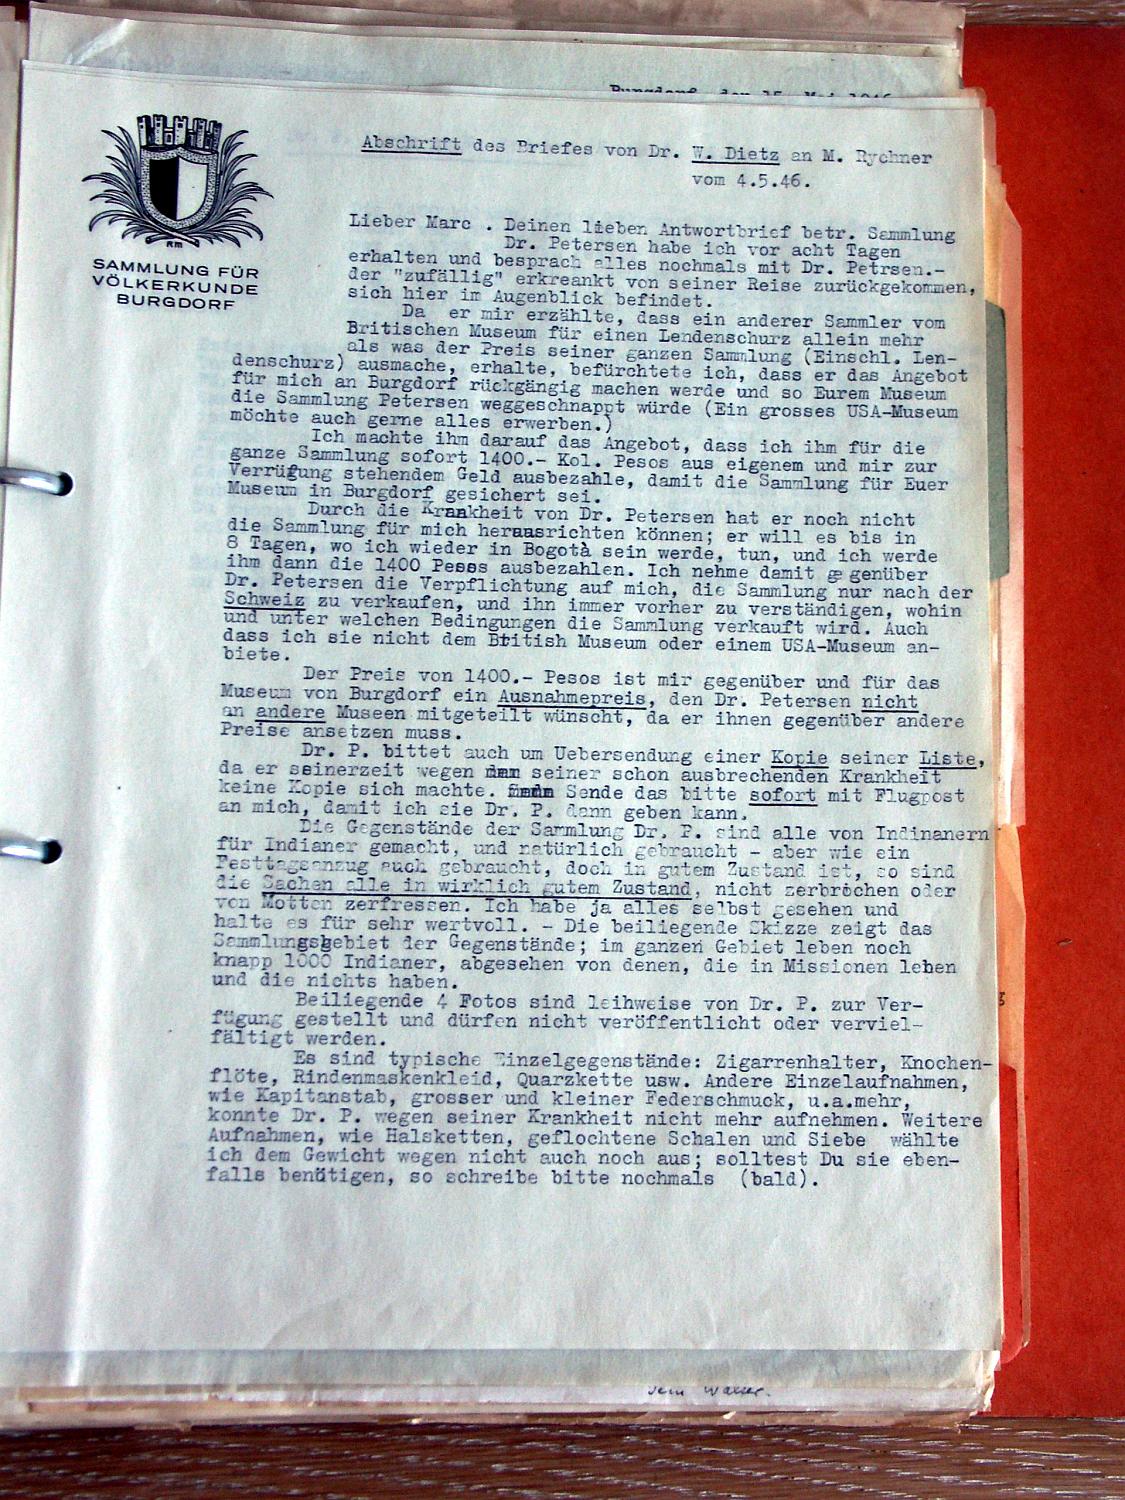 Abschrift des Briefes von Dr. W. Dietz an M. Rychner
vom 4.5.46.
RM
SAMMLUNG FÜR
VÖLKERKUNDE
BURGDORF
Lieber Marc . Deinen lieben Antwortbrief betr. Sammlung
Dr. Petersen habe ich vor acht Tagen
erhalten und besprach alles nochmals mit Dr. Petrsen.-
der "zufällig" erkreankt von seiner Reise zurückgekommen,
sich hier im Augenblick befindet.
Da er mir erzählte, dass ein anderer Sammler vom
Britischen Museum für einen Lendenschurz allein mehr
als was der Preis seiner ganzen Sammlung (Einschl. Len-
denschurz) ausmache, erhalte, befürchtete ich, dass er das Angebot
für mich an Burgdorf rückgängig machen werde und so Eurem Museum
die Sammlung Petersen weggeschnappt würde (Ein grosses USA-Museum
möchte auch gerne alles erwerben.)
Ich machte ihm darauf das Angebot, dass ich ihm für die
ganze Sammlung sofort 1400.- Kol. Pesos aus eigenem und mir zur
Verrügung stehendem Geld ausbezahle, damit die Sammlung für Euer
Museum in Burgdorf gesichert sei.
Durch die Krankheit von Dr. Petersen hat er noch nicht
die Sammlung für mich herausrichten können; er will es bis in
8 Tagen, wo ich wieder in Bogotà sein werde, tun, und ich werde
ihm dann die 1400 Pesos ausbezahlen. Ich nehme damit gegenüber
Dr. Petersen die Verpflichtung auf mich, die Sammlung nur nach der
Schweiz zu verkaufen, und ihn immer vorher zu verständigen, wohin
und unter welchen Bedingungen die Sammlung verkauft wird. Auch
dass ich sie nicht dem British Museum oder einem USA-Museum an-
biete.
Der Preis von 1400.- Pesos ist mir gegenüber und für das
Museum von Burgdorf ein Ausnahmepreis, den Dr. Petersen nicht
an andere Museen mitgeteilt wünscht, da er ihnen gegenüber andere
Preise ansetzen muss.
Dr. P. bittet auch um Uebersendung einer Kopie seiner Liste,
da er seinerzeit wegen seiner schon ausbrechenden Krankheit
keine Kopie sich machte. Sende das bitte sofort mit Flugpost
an mich, damit ich sie Dr. P. dann geben kann.
Die Gegenstände der Sammlung Dr. P. sind alle von Indinanern
für Indianer gemacht, und natürlich gebraucht - aber wie ein
Festtagsanzug auch gebraucht, doch in gutem Zustand ist, so sind
die Sachen alle in wirklich gutem Zustand, nicht zerbrochen oder
von Motten zerfressen. Ich habe ja alles selbst gesehen und
halte es für sehr wertvoll. - Die beiliegende Skizze zeigt das
Sammlungsgebiet der Gegenstände; im ganzen Gebiet leben noch
knapp 1000 Indianer, abgesehen von denen, die in Missionen leben
und die nichts haben.
Beiliegende 4 Fotos sind leihweise von Dr. P. zur Ver-
fügung gestellt und dürfen nicht veröffentlicht oder verviel-
fältigt werden.
Es sind typische Einzelgegenstände: Zigarrenhalter, Knochen-
flöte, Rindenmaskenkleid, Quarzkette usw. Andere Einzelaufnahmen,
wie Kapitanstab, grosser und kleiner Federschmuck, u.a.mehr,
konnte Dr. P. wegen seiner Krankheit nicht mehr aufnehmen. Weitere
Aufnahmen, wie Halsketten, geflochtene Schalen und Siebe wählte
ich dem Gewicht wegen nicht auch noch aus; solltest Du sie eben-
falls benötigen, so schreibe bitte nochmals (bald).